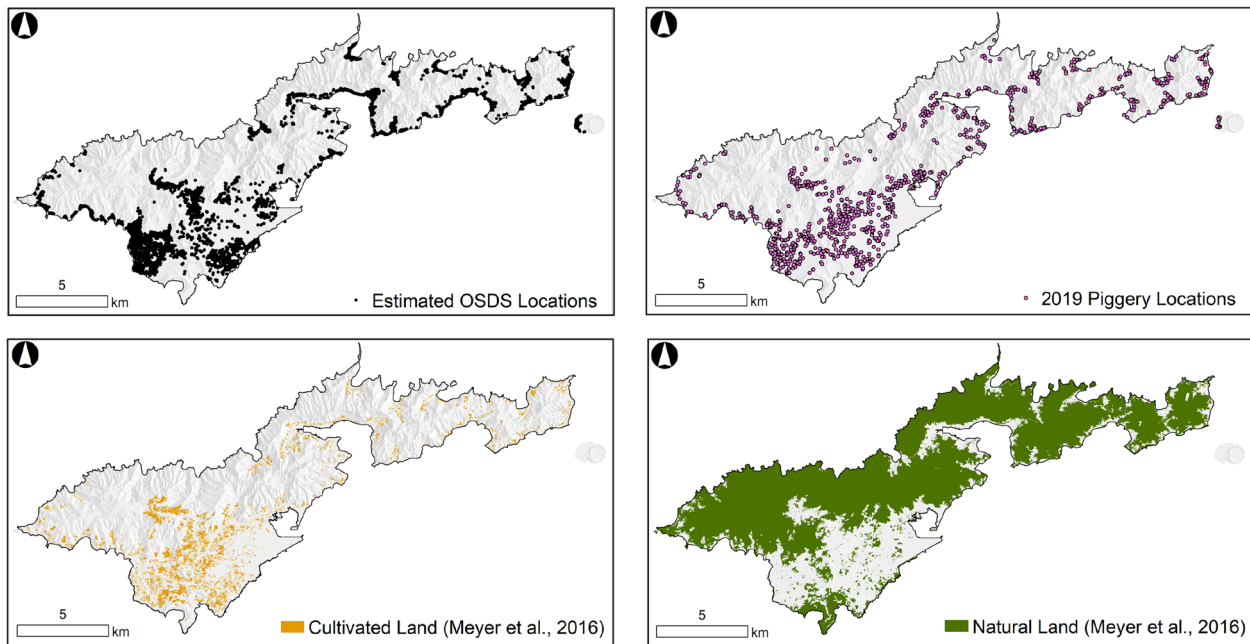 5
km
Estimated OSDS Locations
5
km
2019 Piggery Locations
5
km
Cultivated Land (Meyer et al., 2016)
5
km
Natural Land (Meyer et al., 2016)